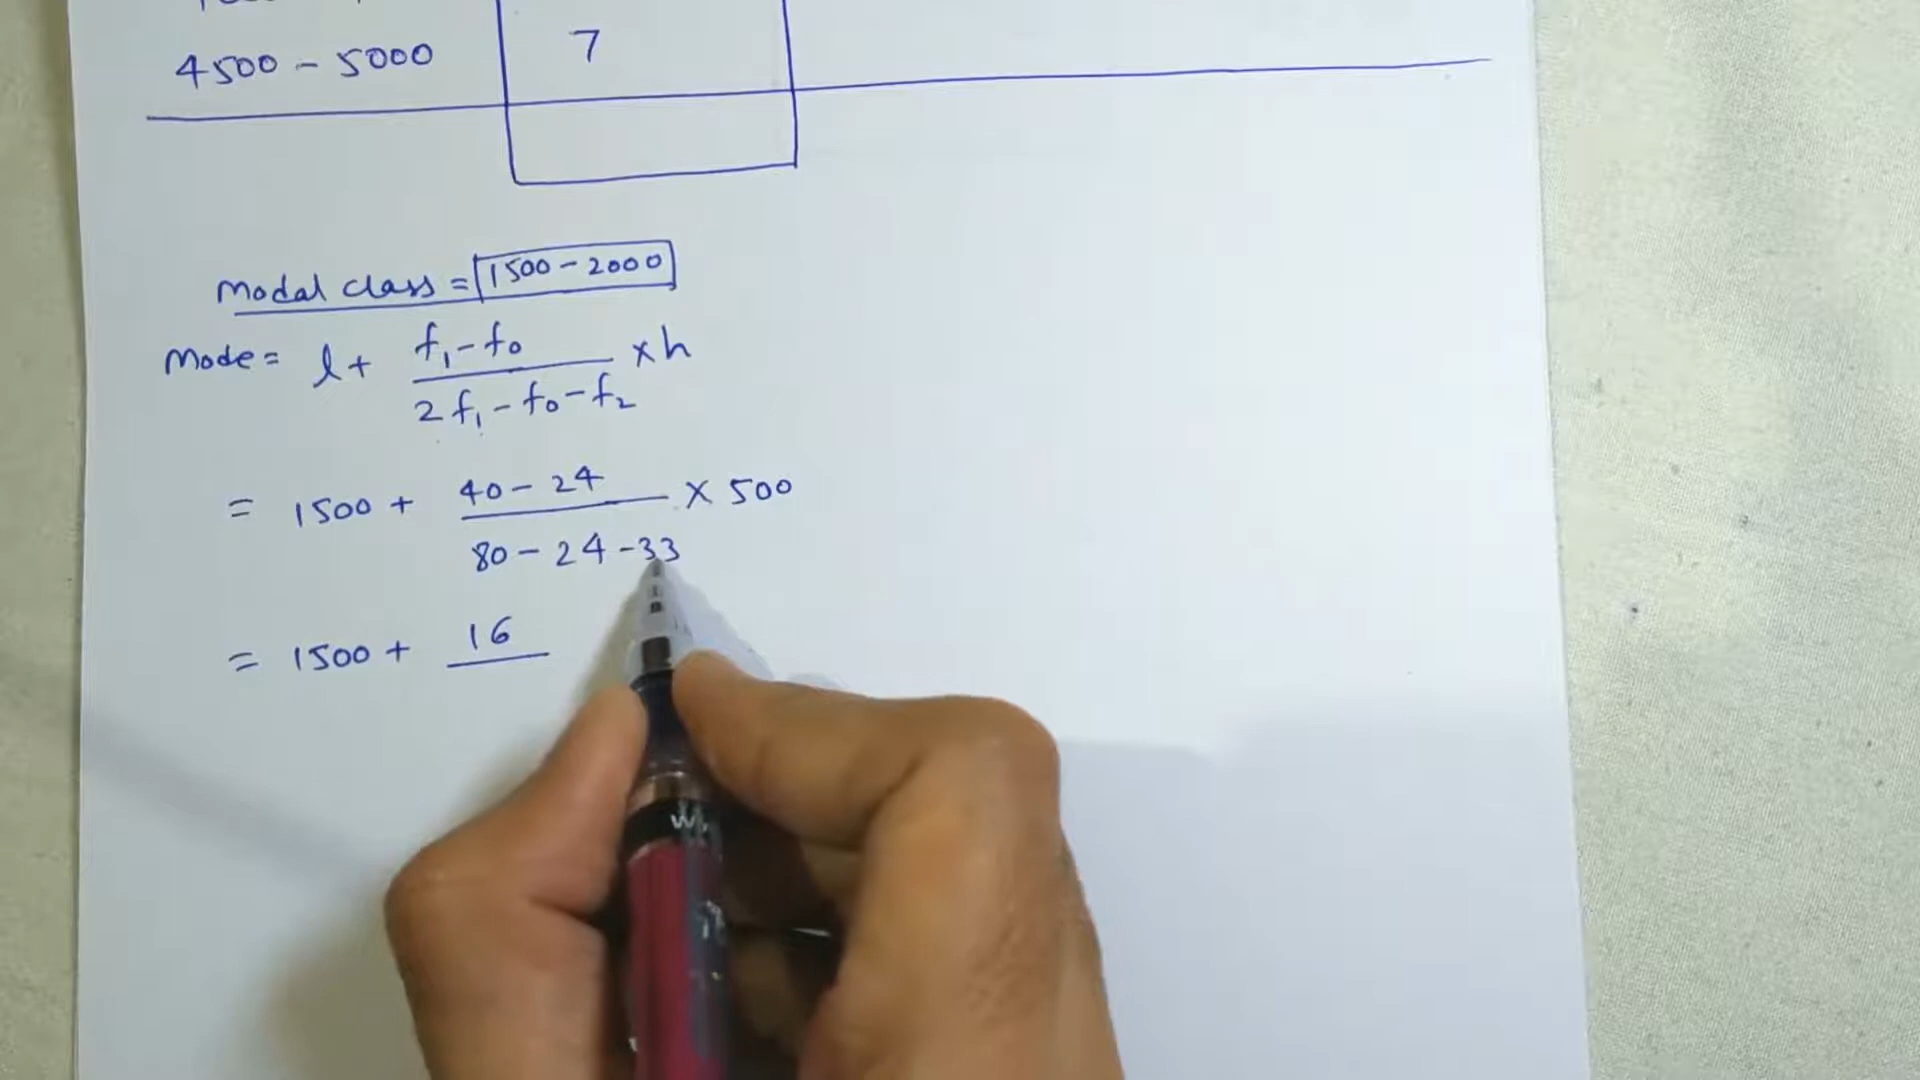 4500 - 5000 7
Modal class = 1500 - 2000
Mode = l + f₁ - f₀ / 2f₁ - f₀ - f₂ × h
= 1500 + 40 - 24 / 80 - 24 - 33 × 500
= 1500 + 16